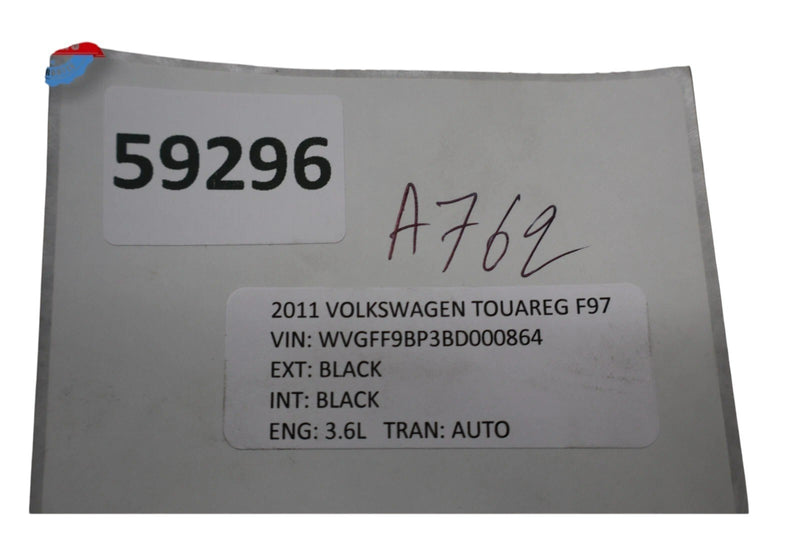 59296
A762
2011 VOLKSWAGEN TOUAREG F97
VIN: WVGFF9BP3BD000864
EXT: BLACK
INT: BLACK
ENG: 3.6L TRAN: AUTO